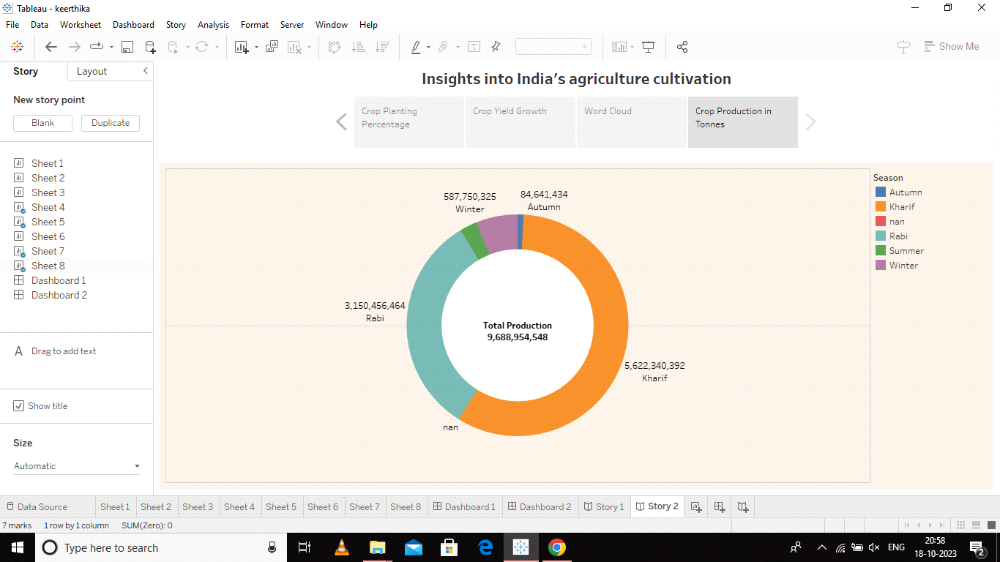 Tableau - keerthika
File Data Worksheet Dashboard Story Analysis Format Server Window Help
Show Me
Story Layout
New story point
Blank Duplicate
Sheet 1
Sheet 2
Sheet 3
Sheet 4
Sheet 5
Sheet 6
Sheet 7
Sheet 8
Dashboard 1
Dashboard 2
A Drag to add text
Show title
Size
Automatic
Insights into India's agriculture cultivation
Crop Planting
Percentage
Crop Yield Growth
Word Cloud
Crop Production in
Tonnes
587,750,325
Winter
84,641,434
Autumn
3,150,456,464
Rabi
Total Production
9,688,954,548
5,622,340,392
Kharif
nan
Season
Autumn
Kharif
nan
Rabi
Summer
Winter
Data Source Sheet 1 Sheet 2 Sheet 3 Sheet 4 Sheet 5 Sheet 6 Sheet 7 Sheet 8 Dashboard 1 Dashboard 2 Story 1 Story 2
7 marks 1 row by 1 column SUM(Zero): 0
Type here to search
ENG
20:58
18-10-2023
2